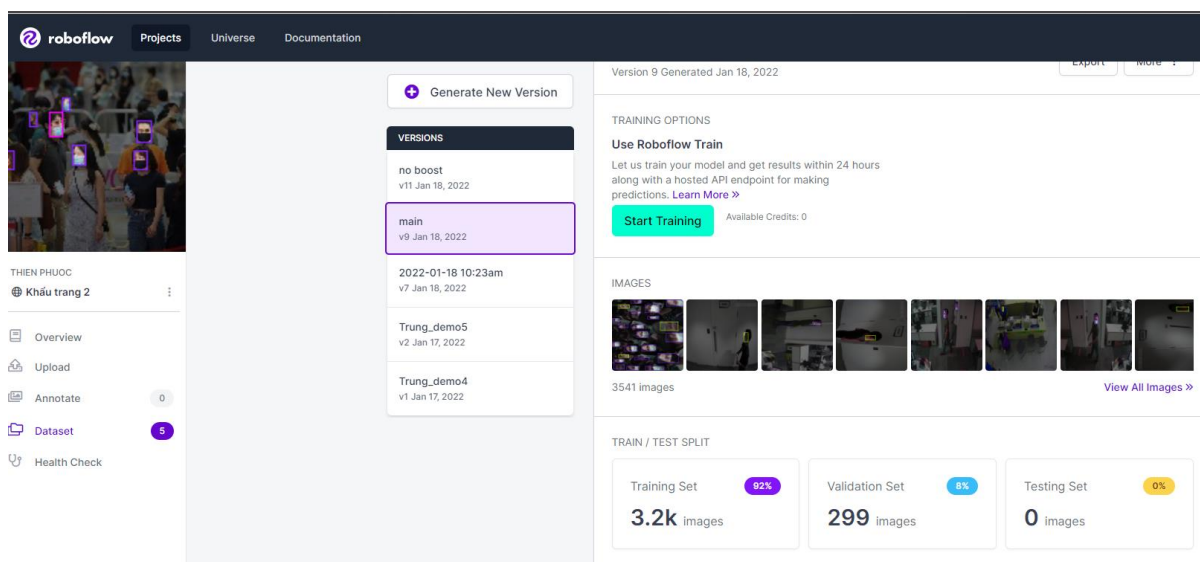 roboflow
Projects
Universe
Documentation
THIEN PHUOC
Khẩu trang 2
Overview
Upload
Annotate
0
Dataset
5
Health Check
Generate New Version
VERSIONS
no boost
v11 Jan 18, 2022
main
v9 Jan 18, 2022
2022-01-18 10:23am
v7 Jan 18, 2022
Trung_demo5
v2 Jan 17, 2022
Trung_demo4
v1 Jan 17, 2022
Version 9 Generated Jan 18, 2022
Export
More
TRAINING OPTIONS
Use Roboflow Train
Let us train your model and get results within 24 hours
along with a hosted API endpoint for making
predictions. Learn More »
Start Training
Available Credits: 0
IMAGES
3541 images
View All Images »
TRAIN / TEST SPLIT
Training Set
92%
3.2k images
Validation Set
8%
299 images
Testing Set
0%
0 images